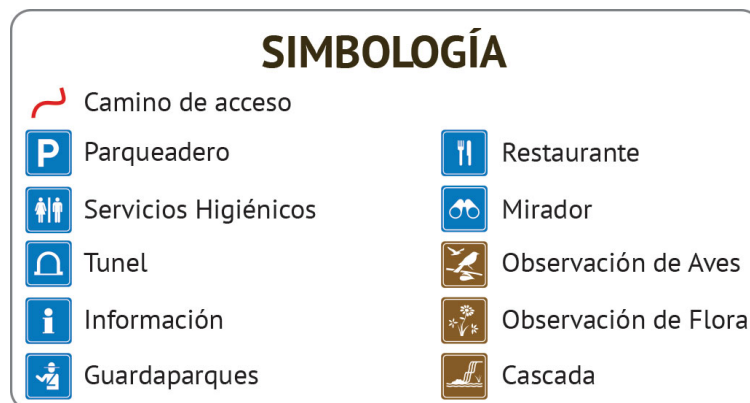 SIMBOLOGÍA
Camino de acceso
P Parqueadero
Servicios Higiénicos
Tunel
i Información
Guardaparques
Restaurante
Mirador
Observación de Aves
Observación de Flora
Cascada